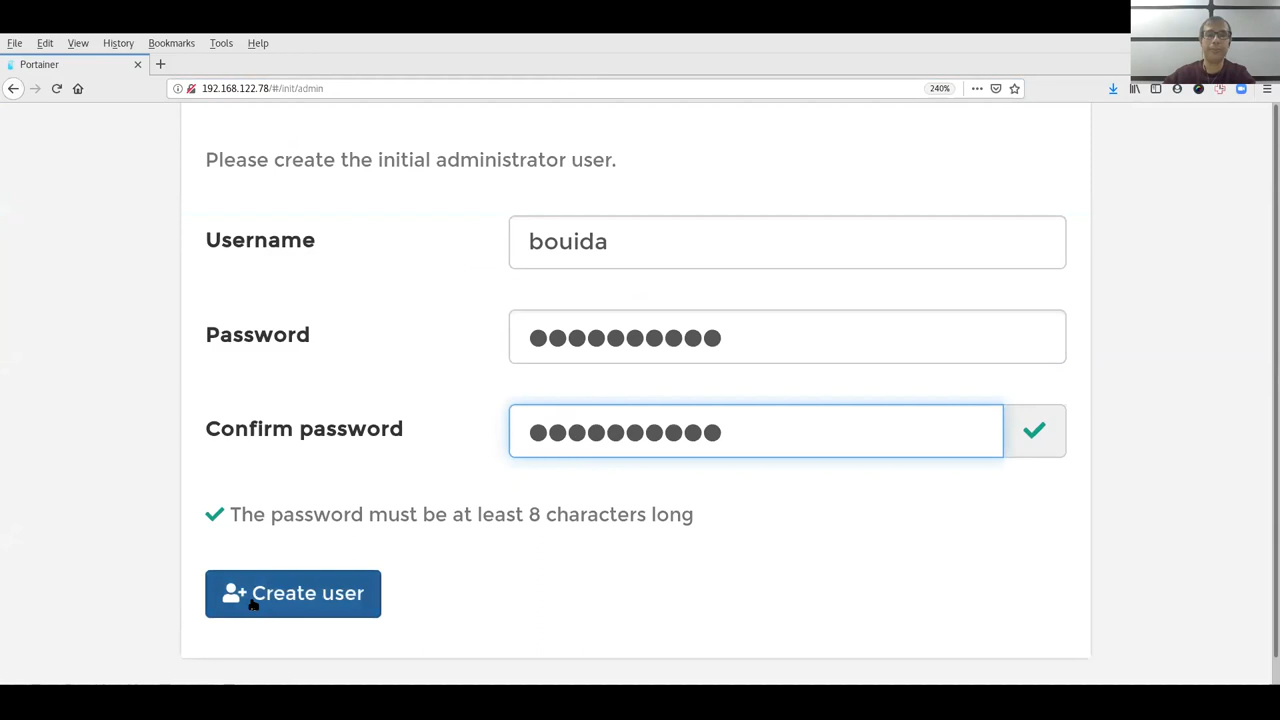 File Edit View History Bookmarks Tools Help
Portainer
192.168.122.78/#/init/admin
240%
Please create the initial administrator user.
Username
bouida
Password
Confirm password
The password must be at least 8 characters long
Create user